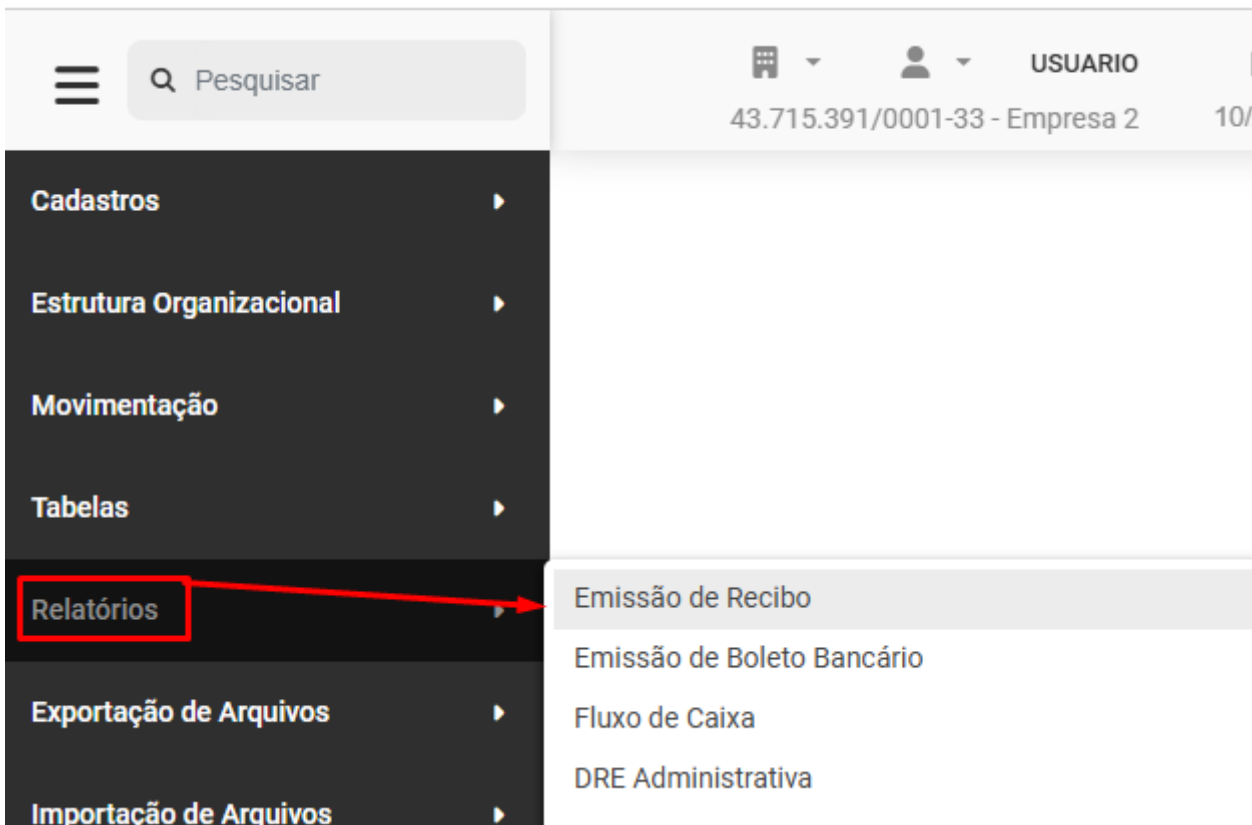 Pesquisar
USUARIO
43.715.391/0001-33 - Empresa 2
10/
Cadastros
Estrutura Organizacional
Movimentação
Tabelas
Relatórios
Emissão de Recibo
Emissão de Boleto Bancário
Fluxo de Caixa
DRE Administrativa
Exportação de Arquivos
Importação de Arquivos